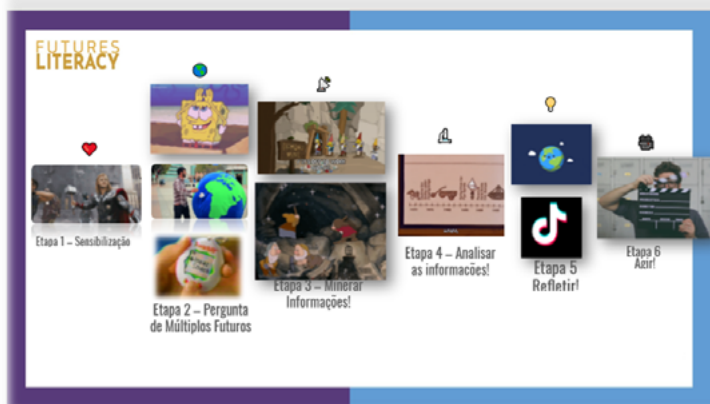 FUTURES
LITERACY
Etapa 1 – Sensibilização
Etapa 2 – Pergunta
de Múltiplos Futuros
Etapa 3 – Minerar
Informações!
Etapa 4 – Analisar
as informações!
Etapa 5
Refletir!
Etapa 6
Agir!